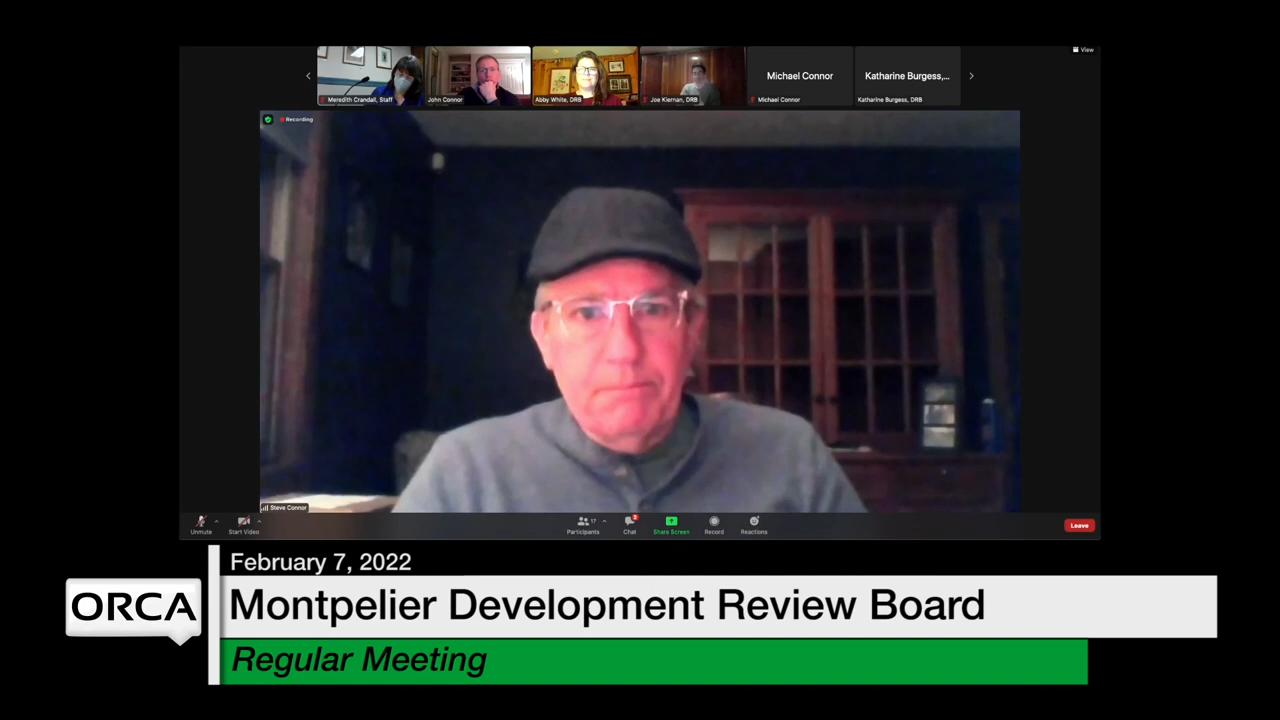 View
Michael Connor
Katharine Burgess,...
Meredith Crandall, Staff
John Connor
Abby White, DRB
Joe Kiernan, DRB
Michael Connor
Katharine Burgess, DRB
Recording
Steve Connor
Unmute
Start Video
17
Participants
Chat
Share Screen
Record
Reactions
Leave
February 7, 2022
ORCA
Montpelier Development Review Board
Regular Meeting